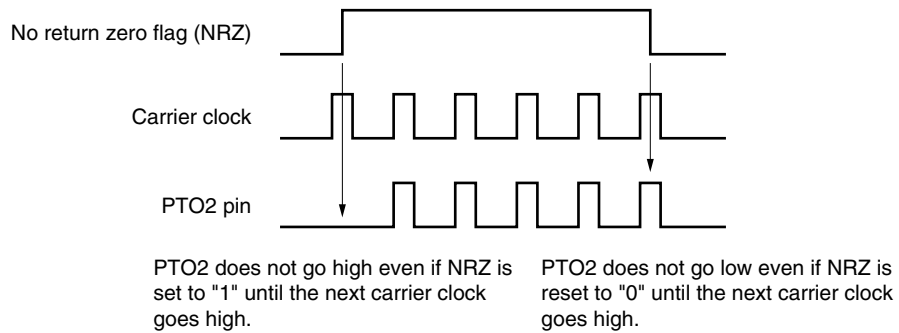 No return zero flag (NRZ)
Carrier clock
PTO2 pin
PTO2 does not go high even if NRZ is
set to "1" until the next carrier clock
goes high.
PTO2 does not go low even if NRZ is
reset to "0" until the next carrier clock
goes high.